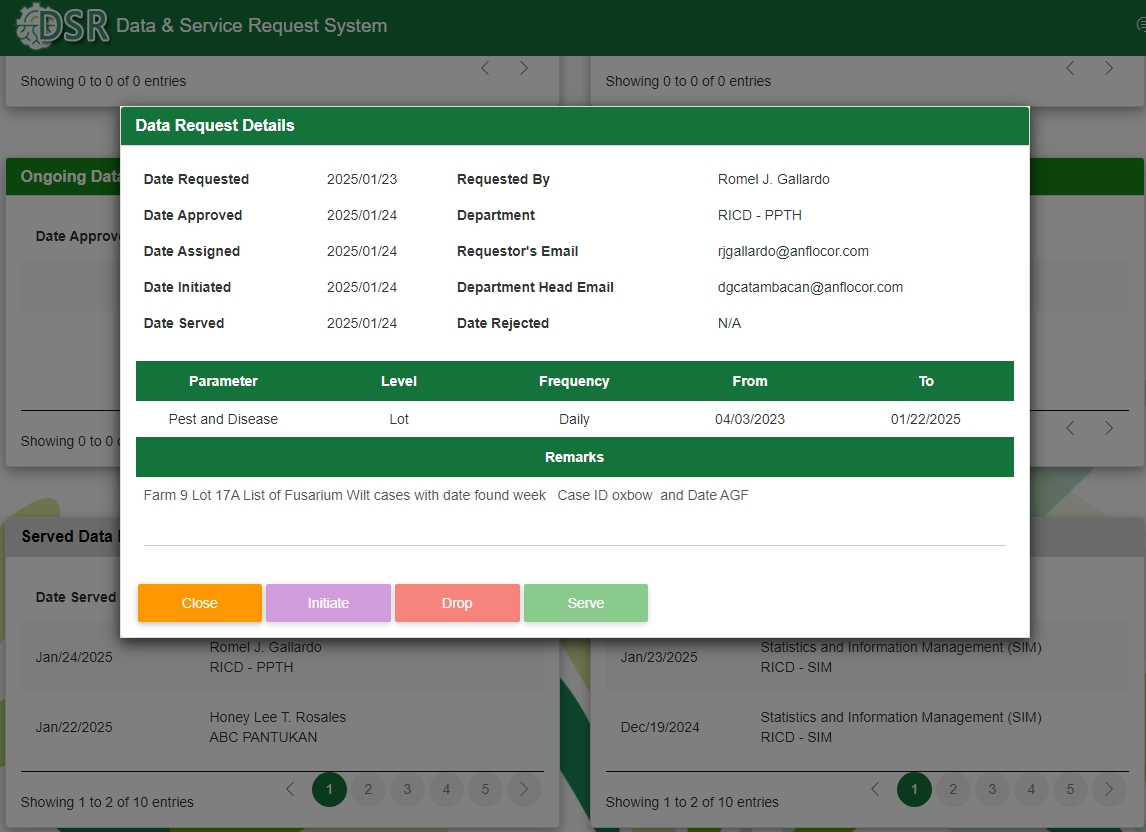 DSR Data & Service Request System
Showing 0 to 0 of 0 entries
Showing 0 to 0 of 0 entries
Data Request Details
Ongoing Data
Date Requested 2025/01/23 Requested By Romel J. Gallardo
Date Approved 2025/01/24 Department RICD - PPTH
Date Approve
Date Assigned 2025/01/24 Requestor's Email rjgallardo@anflocor.com
Date Initiated 2025/01/24 Department Head Email dgcatambacan@anflocor.com
Date Served 2025/01/24 Date Rejected N/A
Parameter Level Frequency From To
Pest and Disease Lot Daily 04/03/2023 01/22/2025
Showing 0 to 0
Remarks
Farm 9 Lot 17A List of Fusarium Wilt cases with date found week Case ID oxbow and Date AGF
Served Data
Date Served
Close Initiate Drop Serve
Jan/24/2025 Romel J. Gallardo
RICD - PPTH
Jan/23/2025 Statistics and Information Management (SIM)
RICD - SIM
Jan/22/2025 Honey Lee T. Rosales
ABC PANTUKAN
Dec/19/2024 Statistics and Information Management (SIM)
RICD - SIM
Showing 1 to 2 of 10 entries 1 2 3 4 5
Showing 1 to 2 of 10 entries 1 2 3 4 5